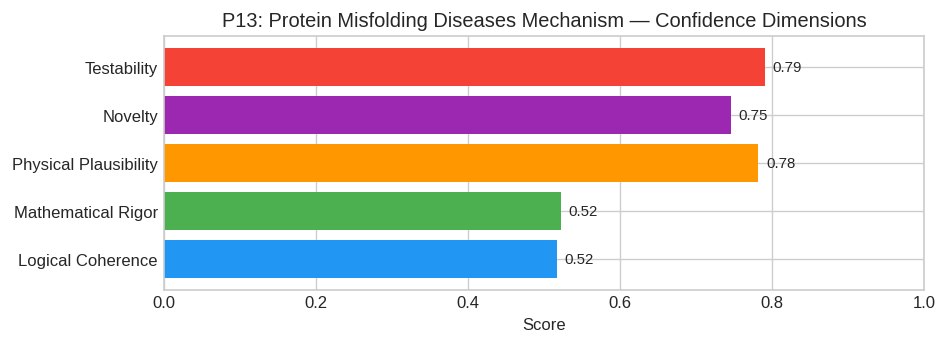 P13: Protein Misfolding Diseases Mechanism — Confidence Dimensions
Testability
0.79
Novelty
0.75
Physical Plausibility
0.78
Mathematical Rigor
0.52
Logical Coherence
0.52
0.0 0.2 0.4 0.6 0.8 1.0
Score